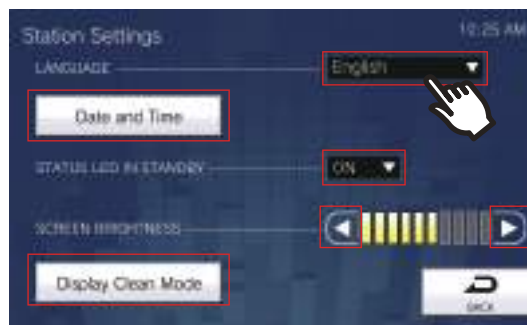 Station Settings
10:25 AM
LANGUAGE
English
Date and Time
STATUS LED IN STANDBY
ON
SCREEN BRIGHTNESS
Display Clean Mode
BACK